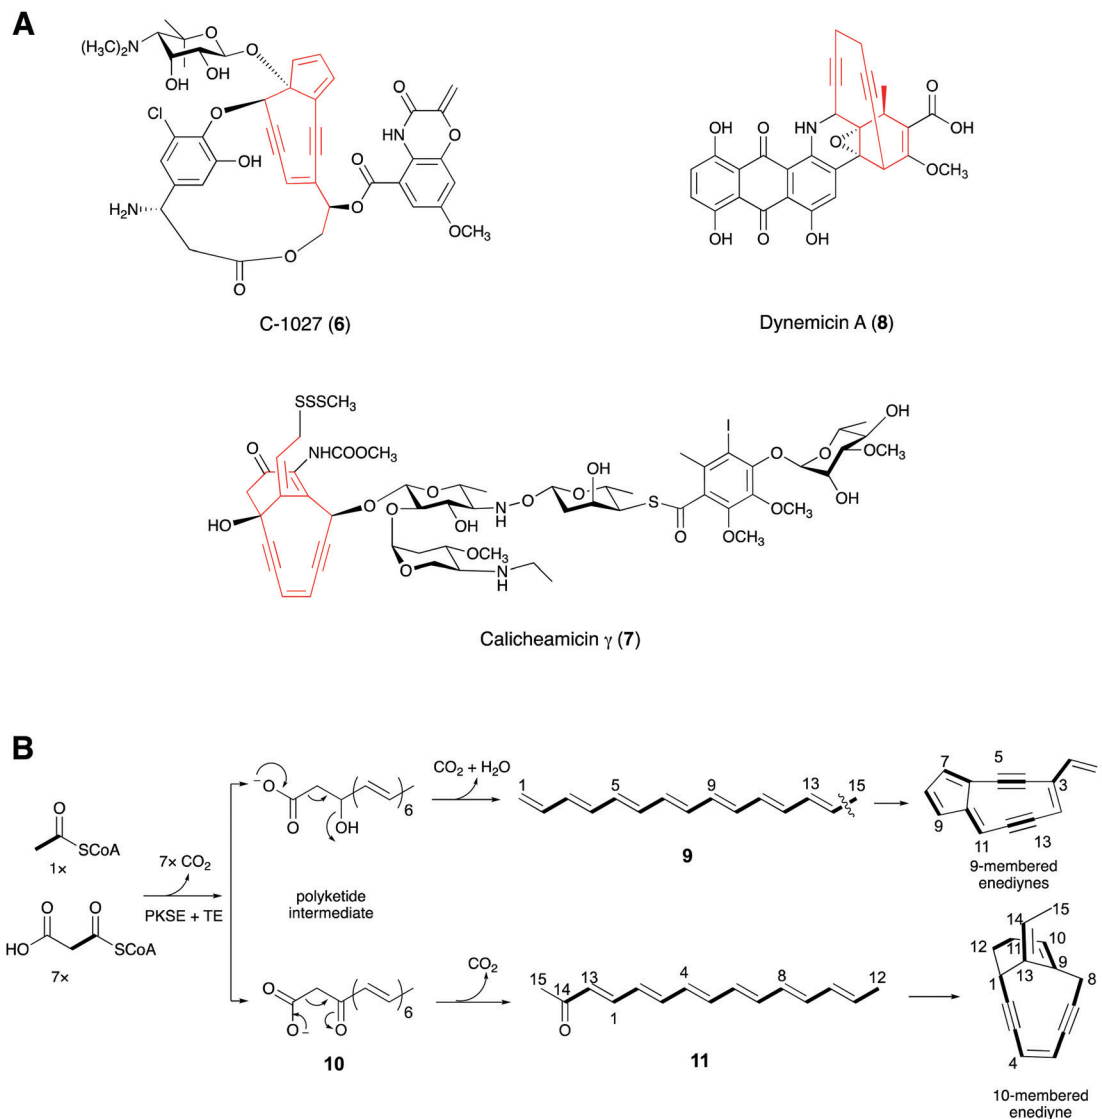 A
(H₃C)₂N
O
O
OH
OH
Cl
O
OH
H₂N
O
O
O
O
HN
O
O
O
OCH₃
C-1027 (6)
O
OH
HN
O
OCH₃
OH
O
OH
O
OH
Dynemicin A (8)
SSSCH₃
O
NHCOOCH₃
HO
O
O
O
OH
N
H
O
O
OH
S
O
I
O
O
OH
OCH₃
OH
OCH₃
OCH₃
O
OCH₃
N
H
Calicheamicin γ (7)
B
O
SCoA
1×
O
O
HO
SCoA
7×
7× CO₂
PKSE + TE
⁻O
O
OH
6
polyketide
intermediate
CO₂ + H₂O
1
5
9
13
15
9
7
5
3
9
11
13
9-membered
enediynes
O
O⁻
O
6
10
CO₂
15
14
13
O
1
4
8
12
11
15
14
12
11
10
9
13
1
8
4
10-membered
enediyne